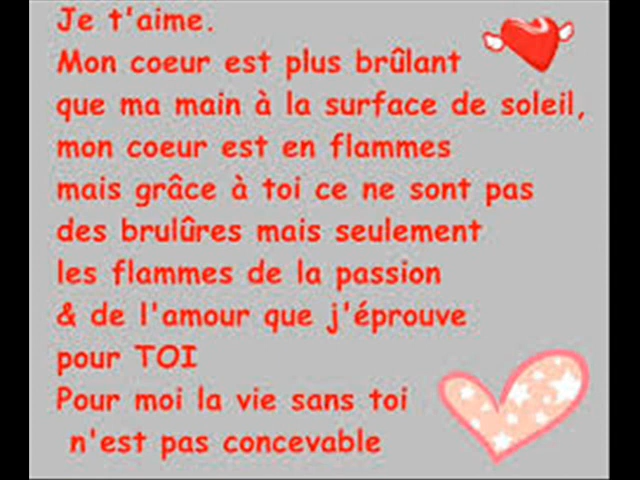 Je t'aime.
Mon coeur est plus brûlant
que ma main à la surface de soleil,
mon coeur est en flammes
mais grâce à toi ce ne sont pas
des brulûres mais seulement
les flammes de la passion
& de l'amour que j'éprouve
pour TOI
Pour moi la vie sans toi
n'est pas concevable